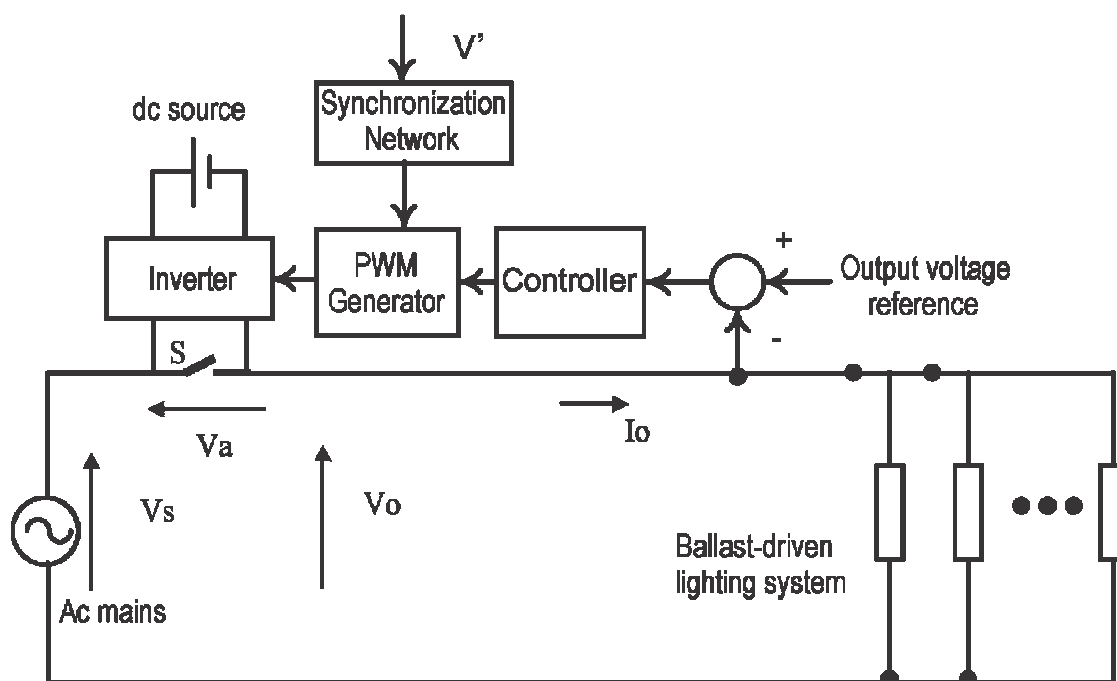 V’
dc source
Synchronization
Network
Inverter
PWM
Generator
Controller
+
Output voltage
reference
-
S
Va
Io
Vs
Vo
Ballast-driven
lighting system
Ac mains